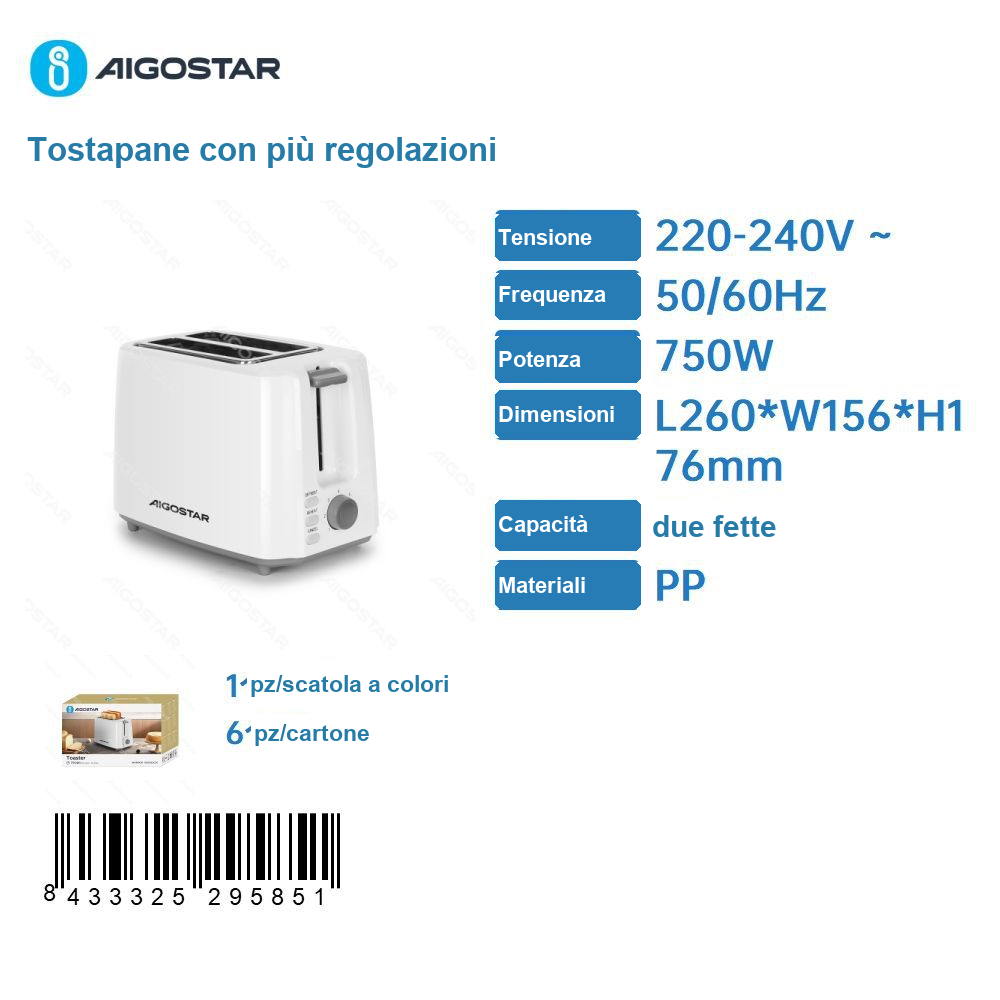 AIGOSTAR
Tostapane con più regolazioni
Tensione 220-240V ~
Frequenza 50/60Hz
Potenza 750W
Dimensioni L260*W156*H1
76mm
Capacità due fette
Materiali PP
AIGOSTAR
1 pz/scatola a colori
6 pz/cartone
AIGOSTAR
Toaster
8 433325 295851